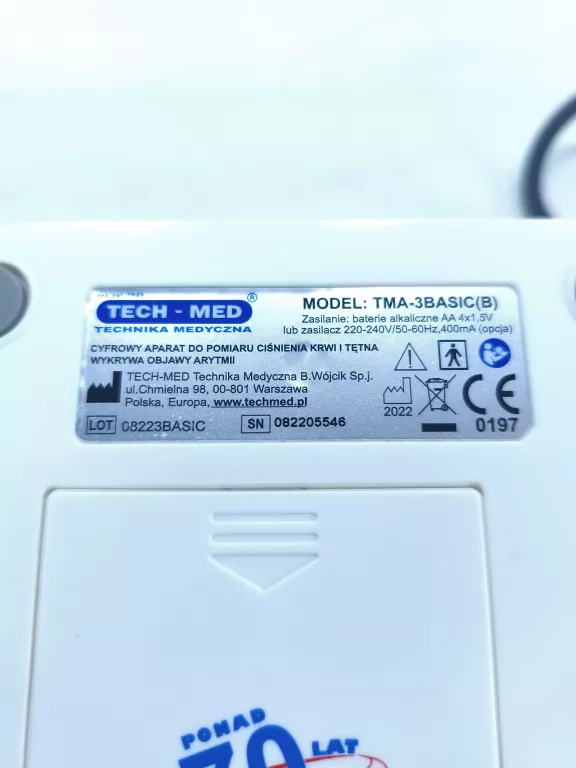 TECH - MED ®
TECHNIKA MEDYCZNA
MODEL: TMA-3BASIC(B)
Zasilanie: baterie alkaliczne AA 4x1,5V
lub zasilacz 220-240V/50-60Hz,400mA (opcja)
CYFROWY APARAT DO POMIARU CIŚNIENIA KRWI I TĘTNA
WYKRYWA OBJAWY ARYTMII
TECH-MED Technika Medyczna B.Wójcik Sp.j.
ul.Chmielna 98, 00-801 Warszawa
Polska, Europa, www.techmed.pl
2022
CE
0197
LOT 08223BASIC
SN 082205546
PONAD
70 LAT